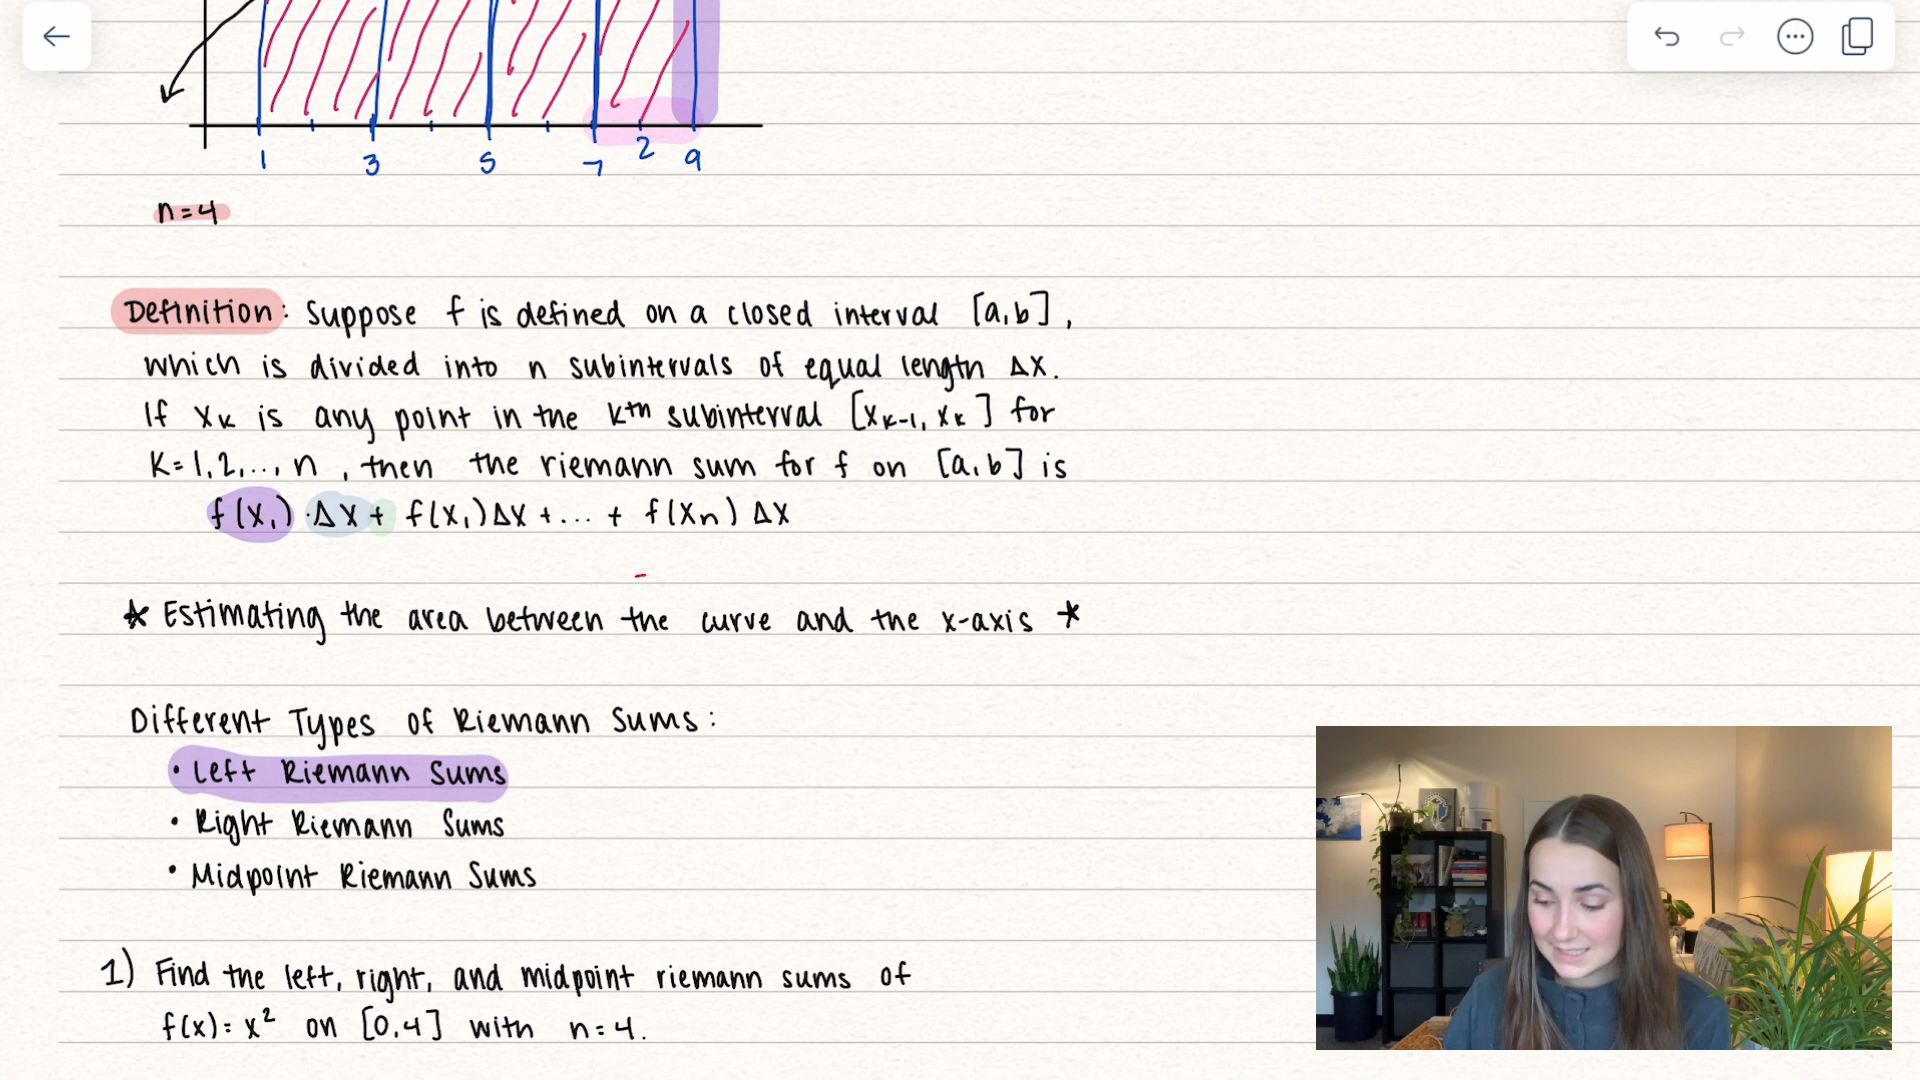 1 3 5 7 2 9
n=4
Definition: Suppose f is defined on a closed interval [a,b],
which is divided into n subintervals of equal length Δx.
If xₖ is any point in the kth subinterval [xₖ₋₁, xₖ] for
K=1,2,..., n , then the riemann sum for f on [a,b] is
f(x₁)·Δx + f(x₁)Δx +... + f(xₙ) Δx
* Estimating the area between the curve and the x-axis *
Different Types of Riemann Sums:
• Left Riemann Sums
• Right Riemann Sums
• Midpoint Riemann Sums
1) Find the left, right, and midpoint riemann sums of
f(x)= x² on [0,4] with n=4.